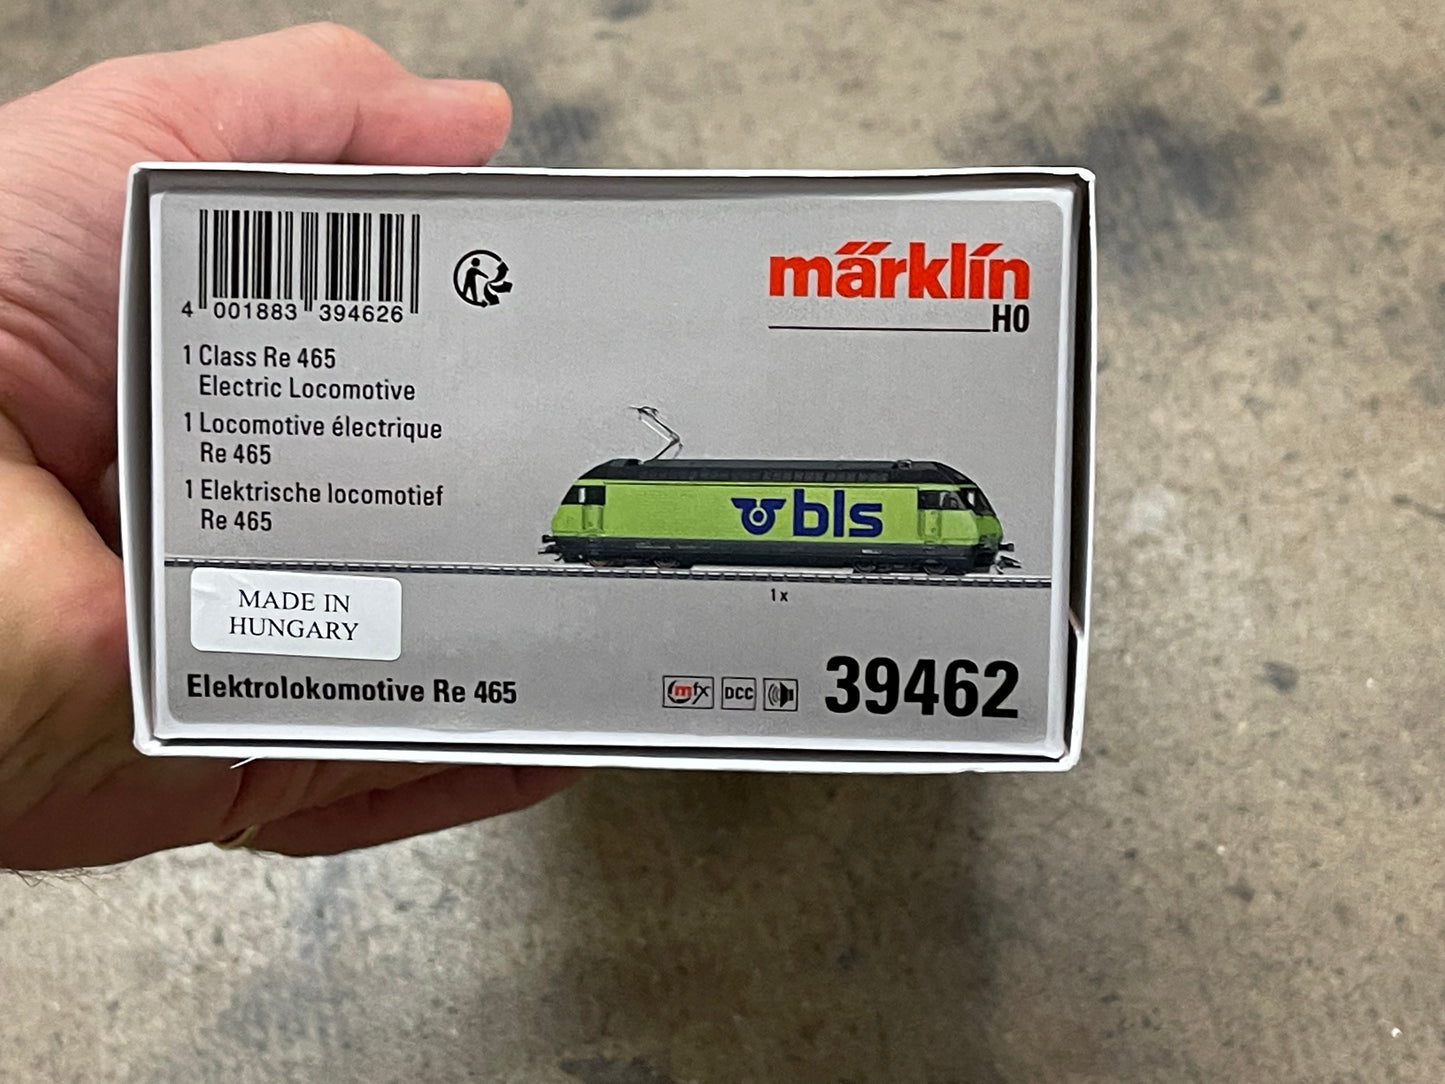 4 001883 394626
märklin
H0
1 Class Re 465
Electric Locomotive
1 Locomotive électrique
Re 465
1 Elektrische locomotief
Re 465
bls
1x
MADE IN
HUNGARY
Elektrolokomotive Re 465
mfx DCC 39462